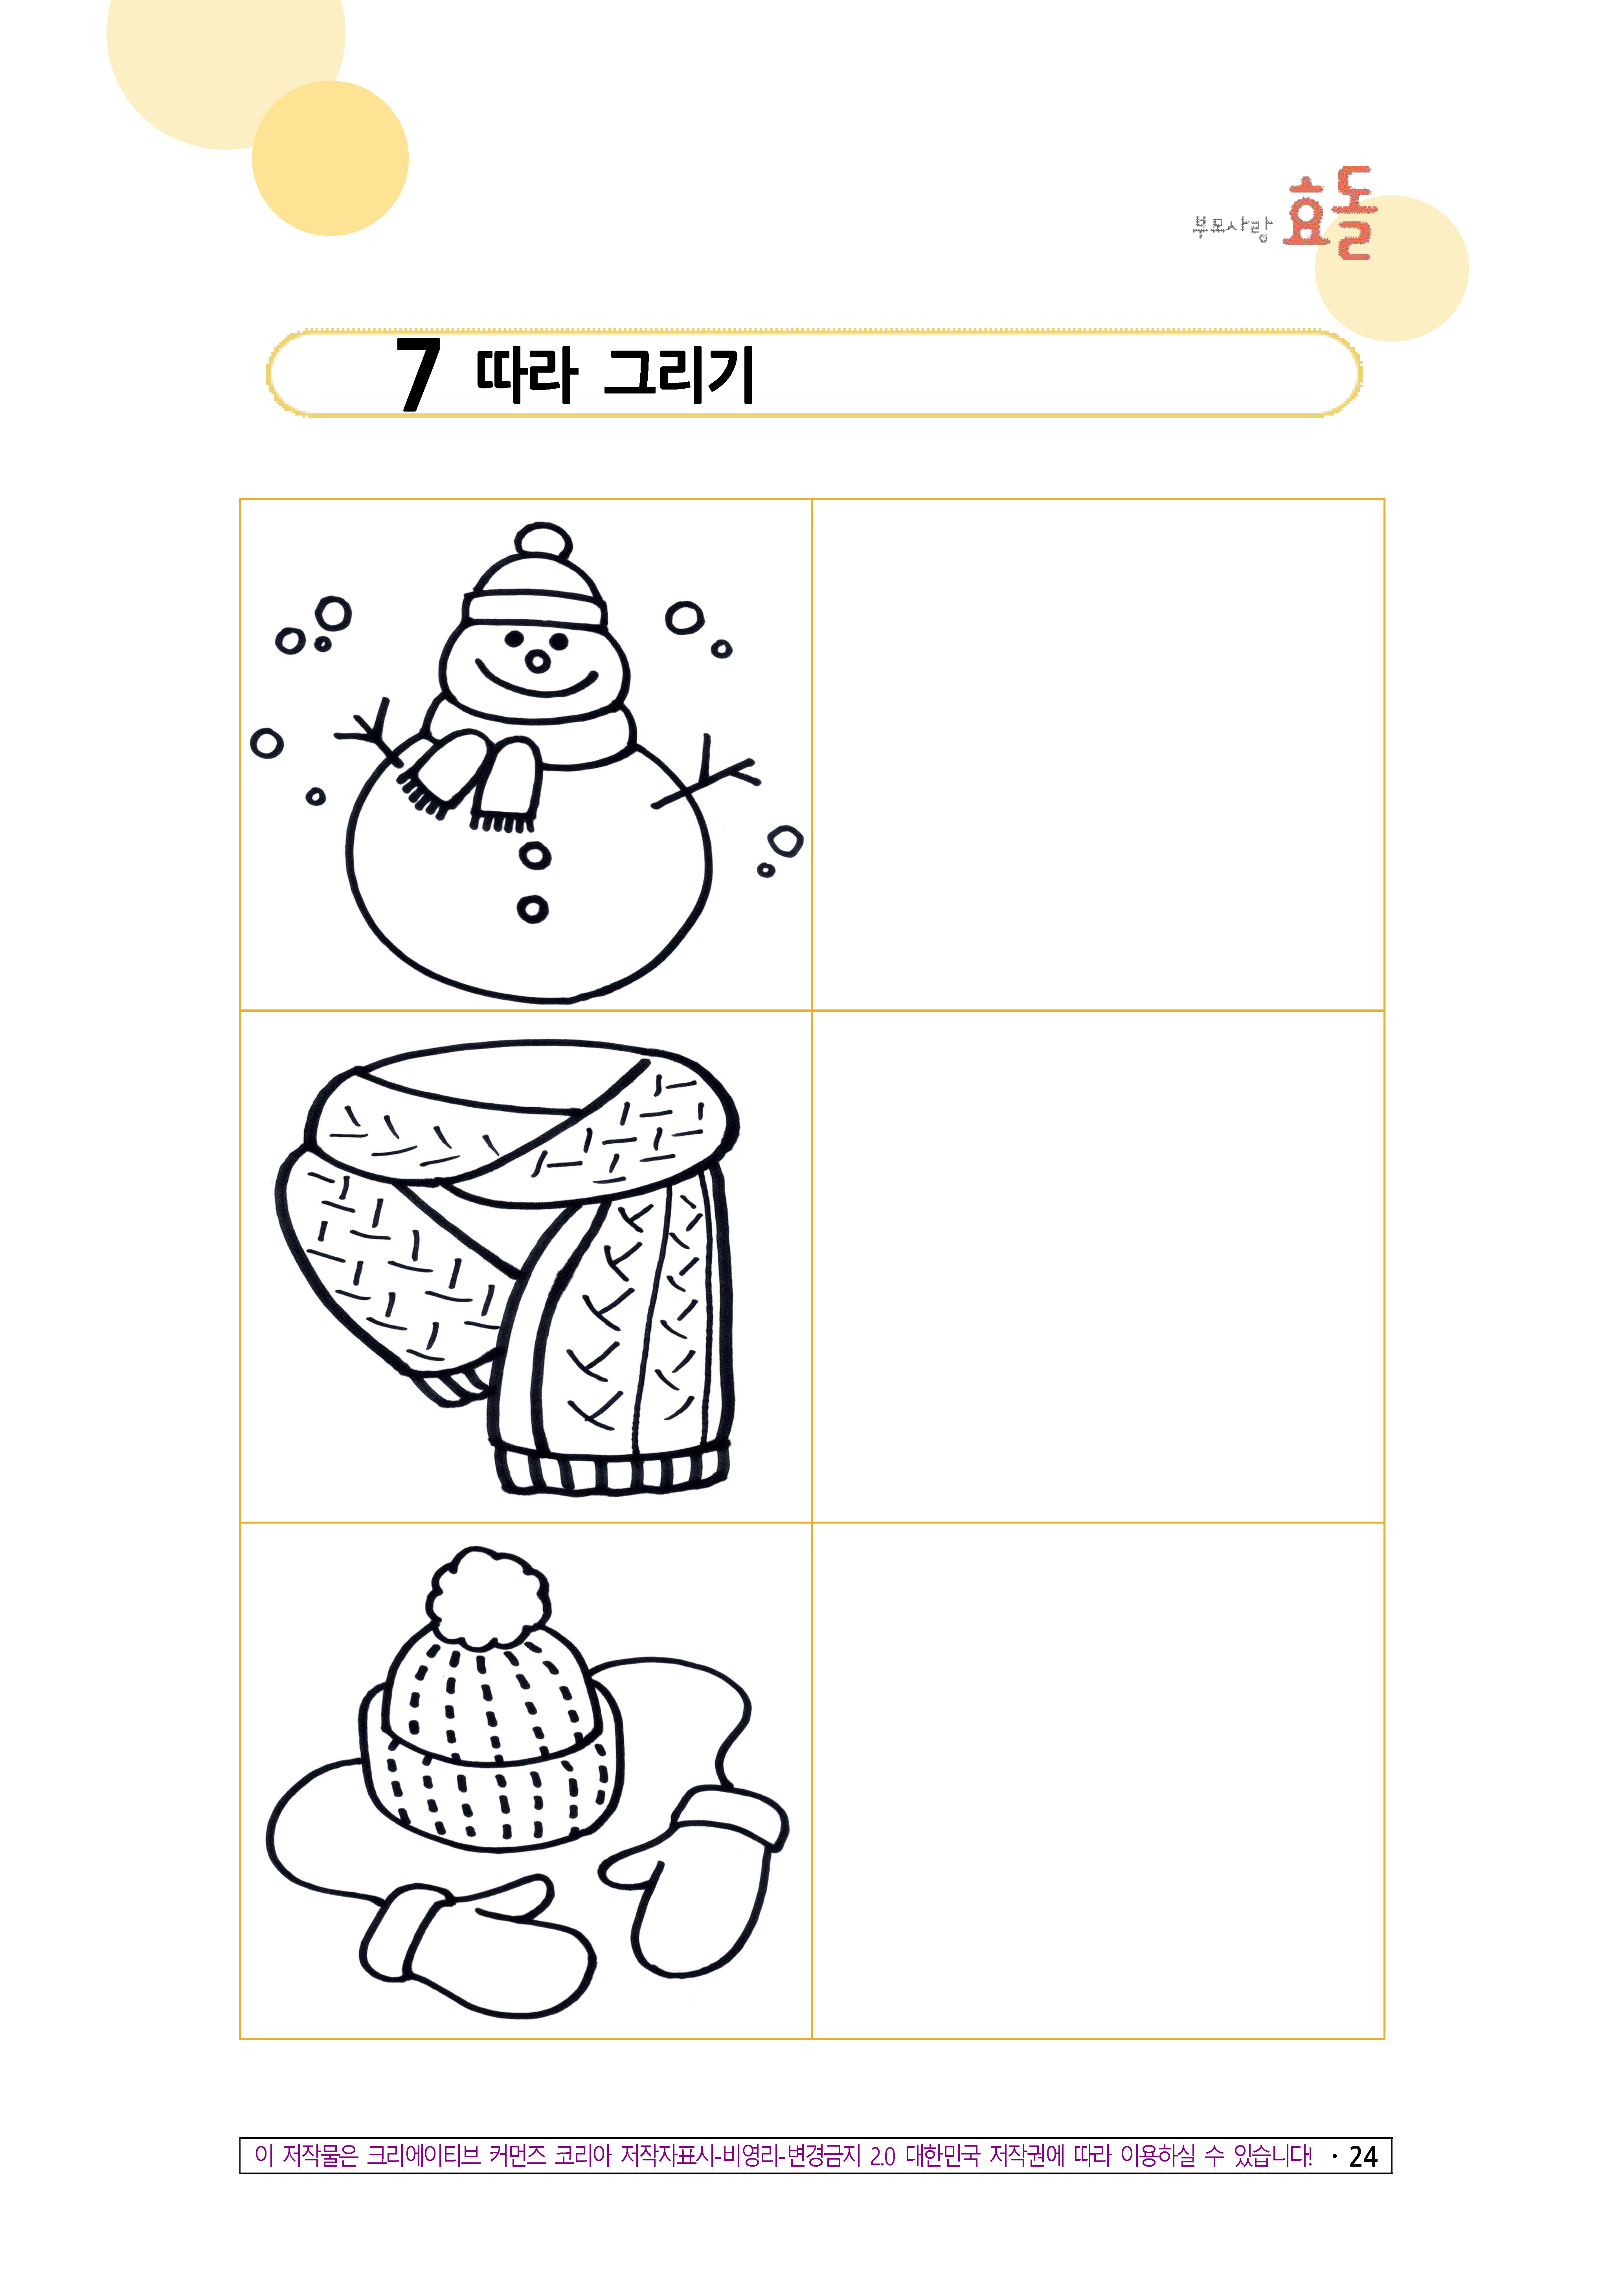 부모사랑 효돌
7 따라 그리기
이 저작물은 크리에이티브 커먼즈 코리아 저작자표시-비영리-변경금지 2.0 대한민국 저작권에 따라 이용하실 수 있습니다! · 24